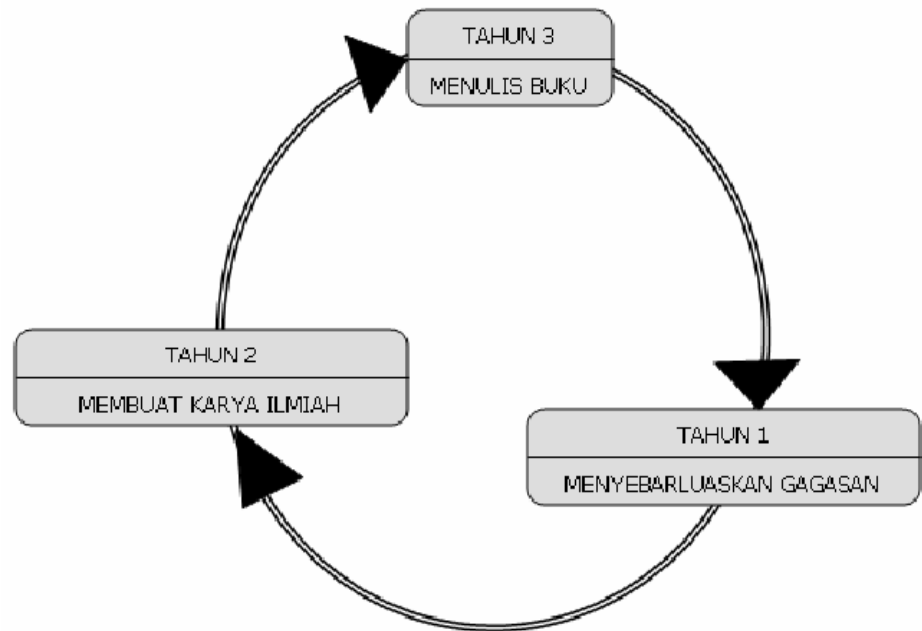 TAHUN 3
MENULIS BUKU
TAHUN 2
MEMBUAT KARYA ILMIAH
TAHUN 1
MENYEBARLUASKAN GAGASAN